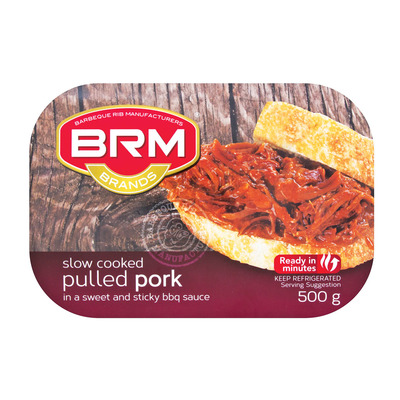 BARBEQUE RIB MANUFACTURERS
BRM
BRANDS
slow cooked
pulled pork
in a sweet and sticky bbq sauce
Ready in
minutes
KEEP REFRIGERATED
Serving Suggestion
500 g